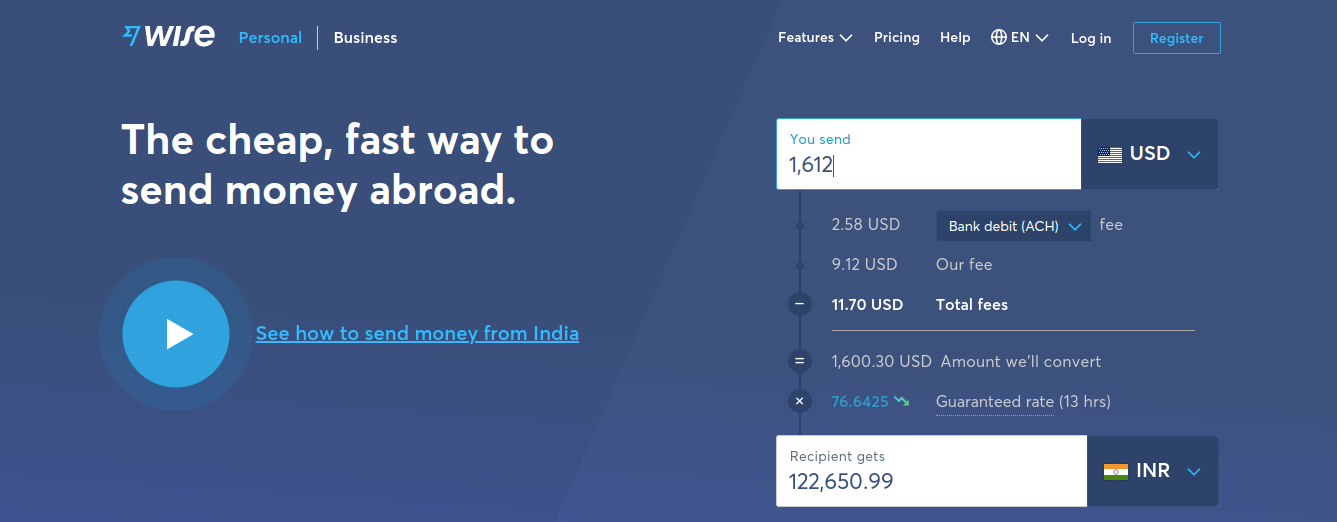 wise Personal Business Features Pricing Help EN Log in Register
The cheap, fast way to
send money abroad.
See how to send money from India
You send
1,612 USD
2.58 USD Bank debit (ACH) fee
9.12 USD Our fee
− 11.70 USD Total fees
= 1,600.30 USD Amount we'll convert
× 76.6425 Guaranteed rate (13 hrs)
Recipient gets
122,650.99 INR